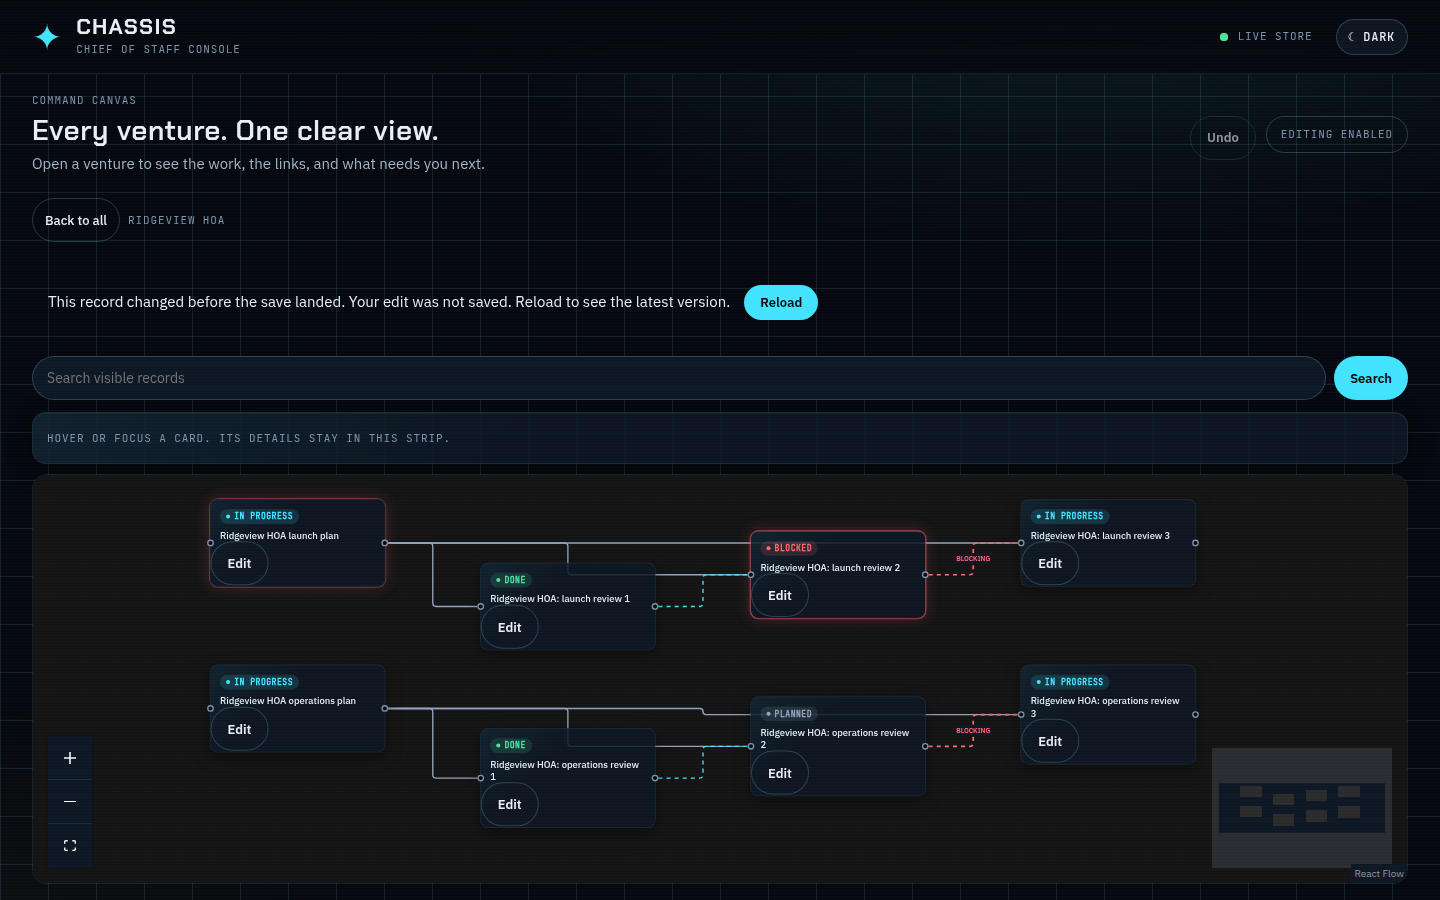 CHASSIS
CHIEF OF STAFF CONSOLE
LIVE STORE
DARK
COMMAND CANVAS
Every venture. One clear view.
Open a venture to see the work, the links, and what needs you next.
Undo
EDITING ENABLED
Back to all
RIDGEVIEW HOA
This record changed before the save landed. Your edit was not saved. Reload to see the latest version.
Reload
Search visible records
Search
HOVER OR FOCUS A CARD. ITS DETAILS STAY IN THIS STRIP.
IN PROGRESS
Ridgeview HOA launch plan
Edit
DONE
Ridgeview HOA: launch review 1
Edit
BLOCKED
Ridgeview HOA: launch review 2
Edit
BLOCKING
IN PROGRESS
Ridgeview HOA: launch review 3
Edit
IN PROGRESS
Ridgeview HOA operations plan
Edit
DONE
Ridgeview HOA: operations review
1
Edit
PLANNED
Ridgeview HOA: operations review
2
Edit
BLOCKING
IN PROGRESS
Ridgeview HOA: operations review
3
Edit
React Flow